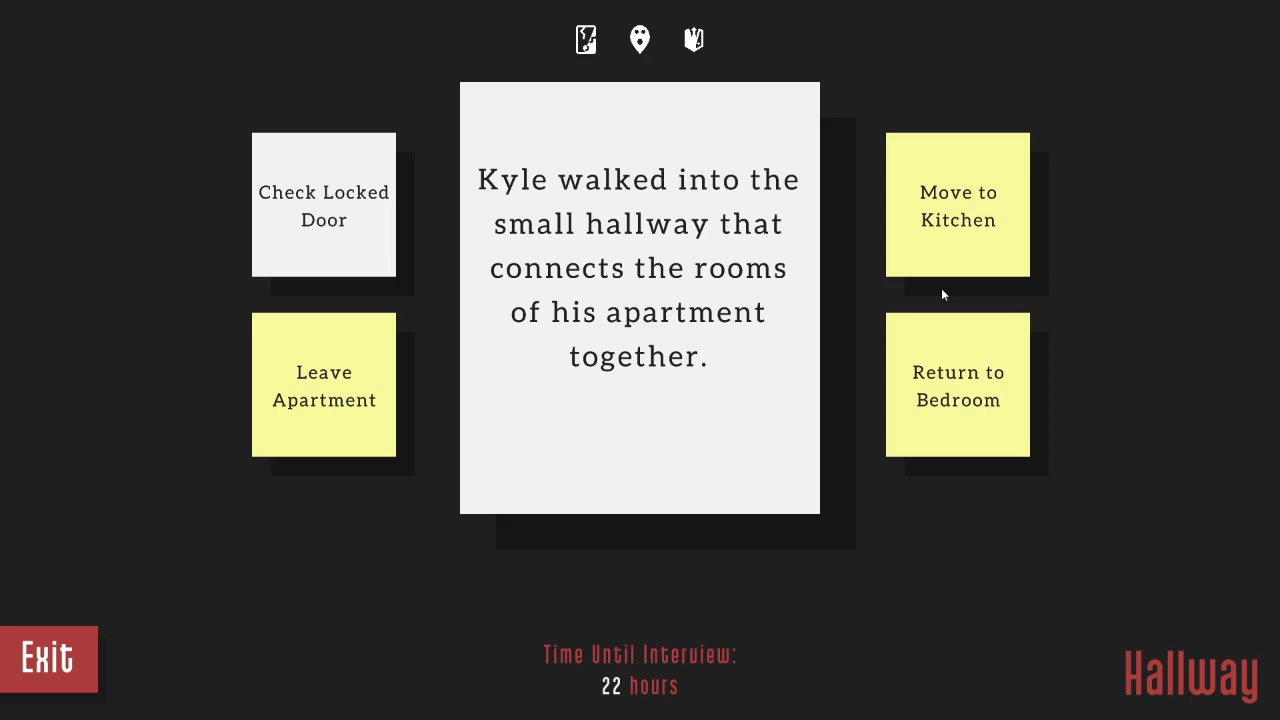 Kyle walked into the
small hallway that
connects the rooms
of his apartment
together.
Check Locked
Door
Leave
Apartment
Move to
Kitchen
Return to
Bedroom
Exit
Time Until Interview:
22 hours
Hallway